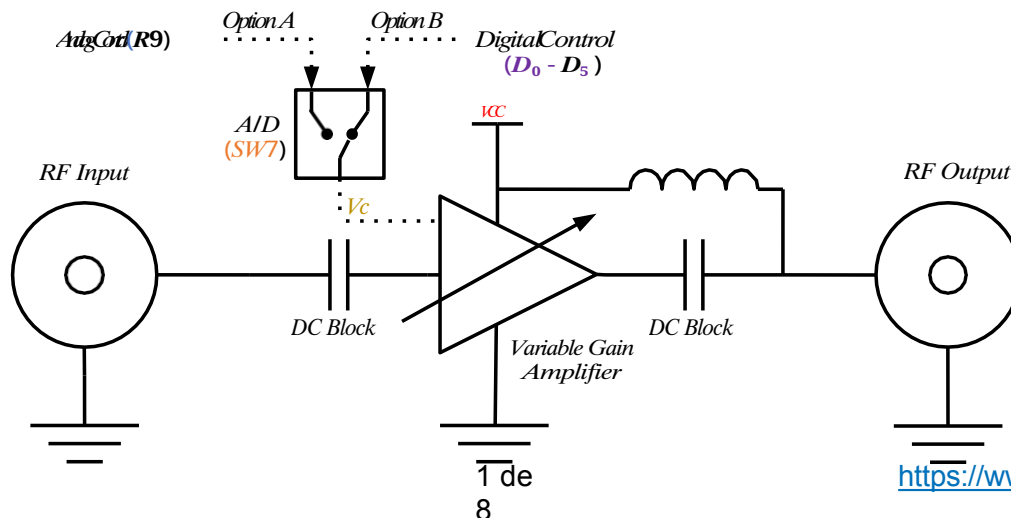 Option A
Option B
(R9)
Digital Control
(D₀ - D₅ )
VCC
A/D
(SW7)
RF Input
RF Output
Vc
DC Block
DC Block
Variable Gain
Amplifier
1 de
8
https://ww